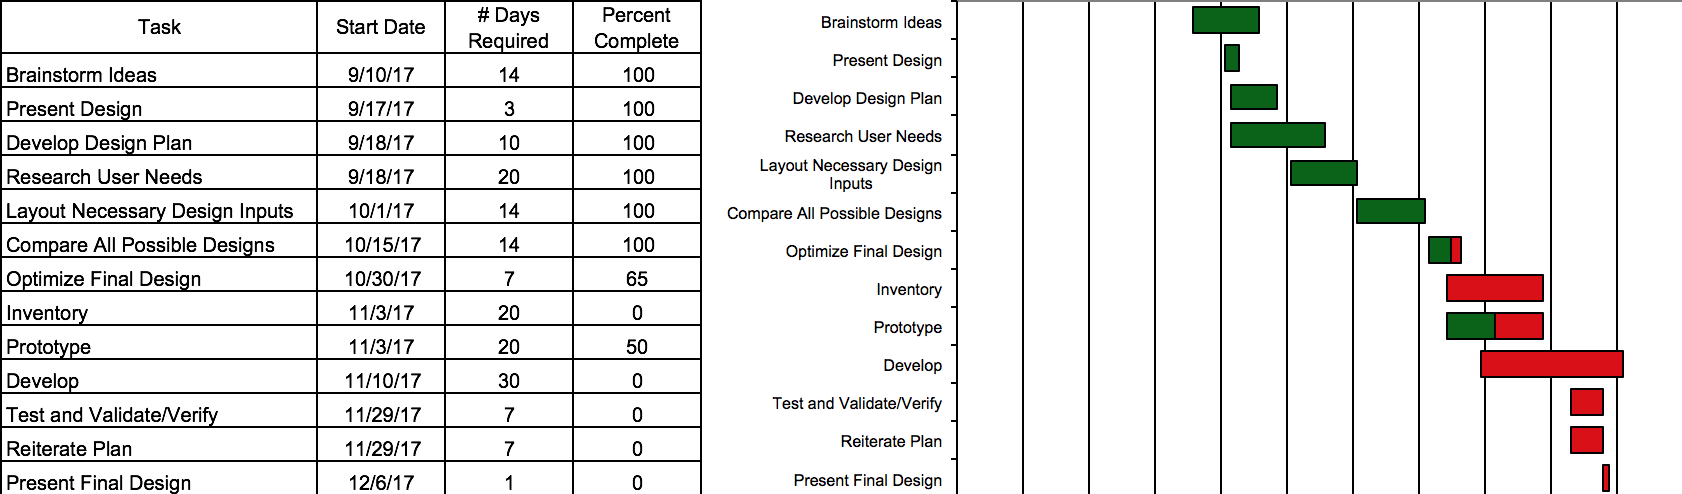 Task Start Date # Days Required Percent Complete
Brainstorm Ideas 9/10/17 14 100
Present Design 9/17/17 3 100
Develop Design Plan 9/18/17 10 100
Research User Needs 9/18/17 20 100
Layout Necessary Design Inputs 10/1/17 14 100
Compare All Possible Designs 10/15/17 14 100
Optimize Final Design 10/30/17 7 65
Inventory 11/3/17 20 0
Prototype 11/3/17 20 50
Develop 11/10/17 30 0
Test and Validate/Verify 11/29/17 7 0
Reiterate Plan 11/29/17 7 0
Present Final Design 12/6/17 1 0
Brainstorm Ideas
Present Design
Develop Design Plan
Research User Needs
Layout Necessary Design
Inputs
Compare All Possible Designs
Optimize Final Design
Inventory
Prototype
Develop
Test and Validate/Verify
Reiterate Plan
Present Final Design